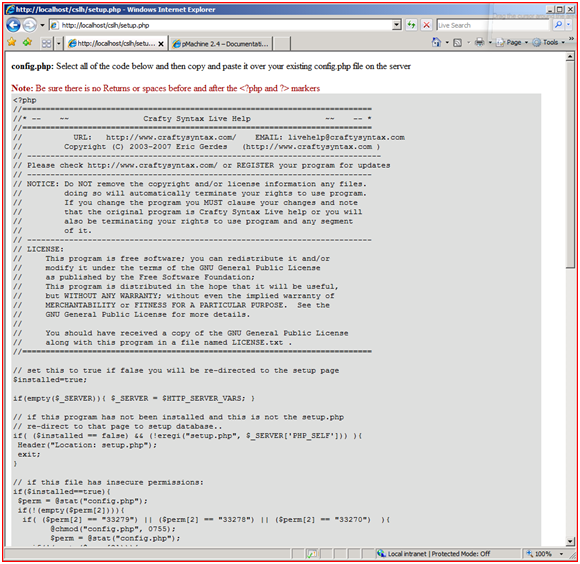 http://localhost/cslh/setup.php - Windows Internet Explorer
http://localhost/cslh/setup.php
Live Search
http://localhost/cslh/setu...
pMachine 2.4 – Documentati...
Page
Tools
config.php: Select all of the code below and then copy and paste it over your existing config.php file on the server
Note: Be sure there is no Returns or spaces before and after the <?php and ?> markers
<?php
//===========================================================================
//* --    --                Crafty Syntax Live Help                ~~    -- *
//===========================================================================
//           URL:   http://www.craftysyntax.com/    EMAIL: livehelp@craftysyntax.com
//         Copyright (C) 2003-2007 Eric Gerdes   (http://www.craftysyntax.com )
// --------------------------------------------------------------------------
// Please check http://www.craftysyntax.com/ or REGISTER your program for updates
// --------------------------------------------------------------------------
// NOTICE: Do NOT remove the copyright and/or license information any files.
//         doing so will automatically terminate your rights to use program.
//         If you change the program you MUST clause your changes and note
//         that the original program is Crafty Syntax Live help or you will
//         also be terminating your rights to use program and any segment
//         of it.
// --------------------------------------------------------------------------
// LICENSE:
//     This program is free software; you can redistribute it and/or
//     modify it under the terms of the GNU General Public License
//     as published by the Free Software Foundation;
//     This program is distributed in the hope that it will be useful,
//     but WITHOUT ANY WARRANTY; without even the implied warranty of
//     MERCHANTABILITY or FITNESS FOR A PARTICULAR PURPOSE.  See the
//     GNU General Public License for more details.
//
//     You should have received a copy of the GNU General Public License
//     along with this program in a file named LICENSE.txt .
//===========================================================================
// set this to true if false you will be re-directed to the setup page
$installed=true;
if(empty($_SERVER)){ $_SERVER = $HTTP_SERVER_VARS; }
// if this program has not been installed and this is not the setup.php
// re-direct to that page to setup database..
if( ($installed == false) && (!eregi("setup.php", $_SERVER['PHP_SELF'])) ){
 Header("Location: setup.php");
 exit;
}
// if this file has insecure permissions:
if($installed==true){
 $perm = @stat("config.php");
 if(!(empty($perm[2]))){
  if( ($perm[2] == "33279") || ($perm[2] == "33278") || ($perm[2] == "33270")  ){
       @chmod("config.php", 0755);
       $perm = @stat("config.php");
Local intranet | Protected Mode: Off
100%